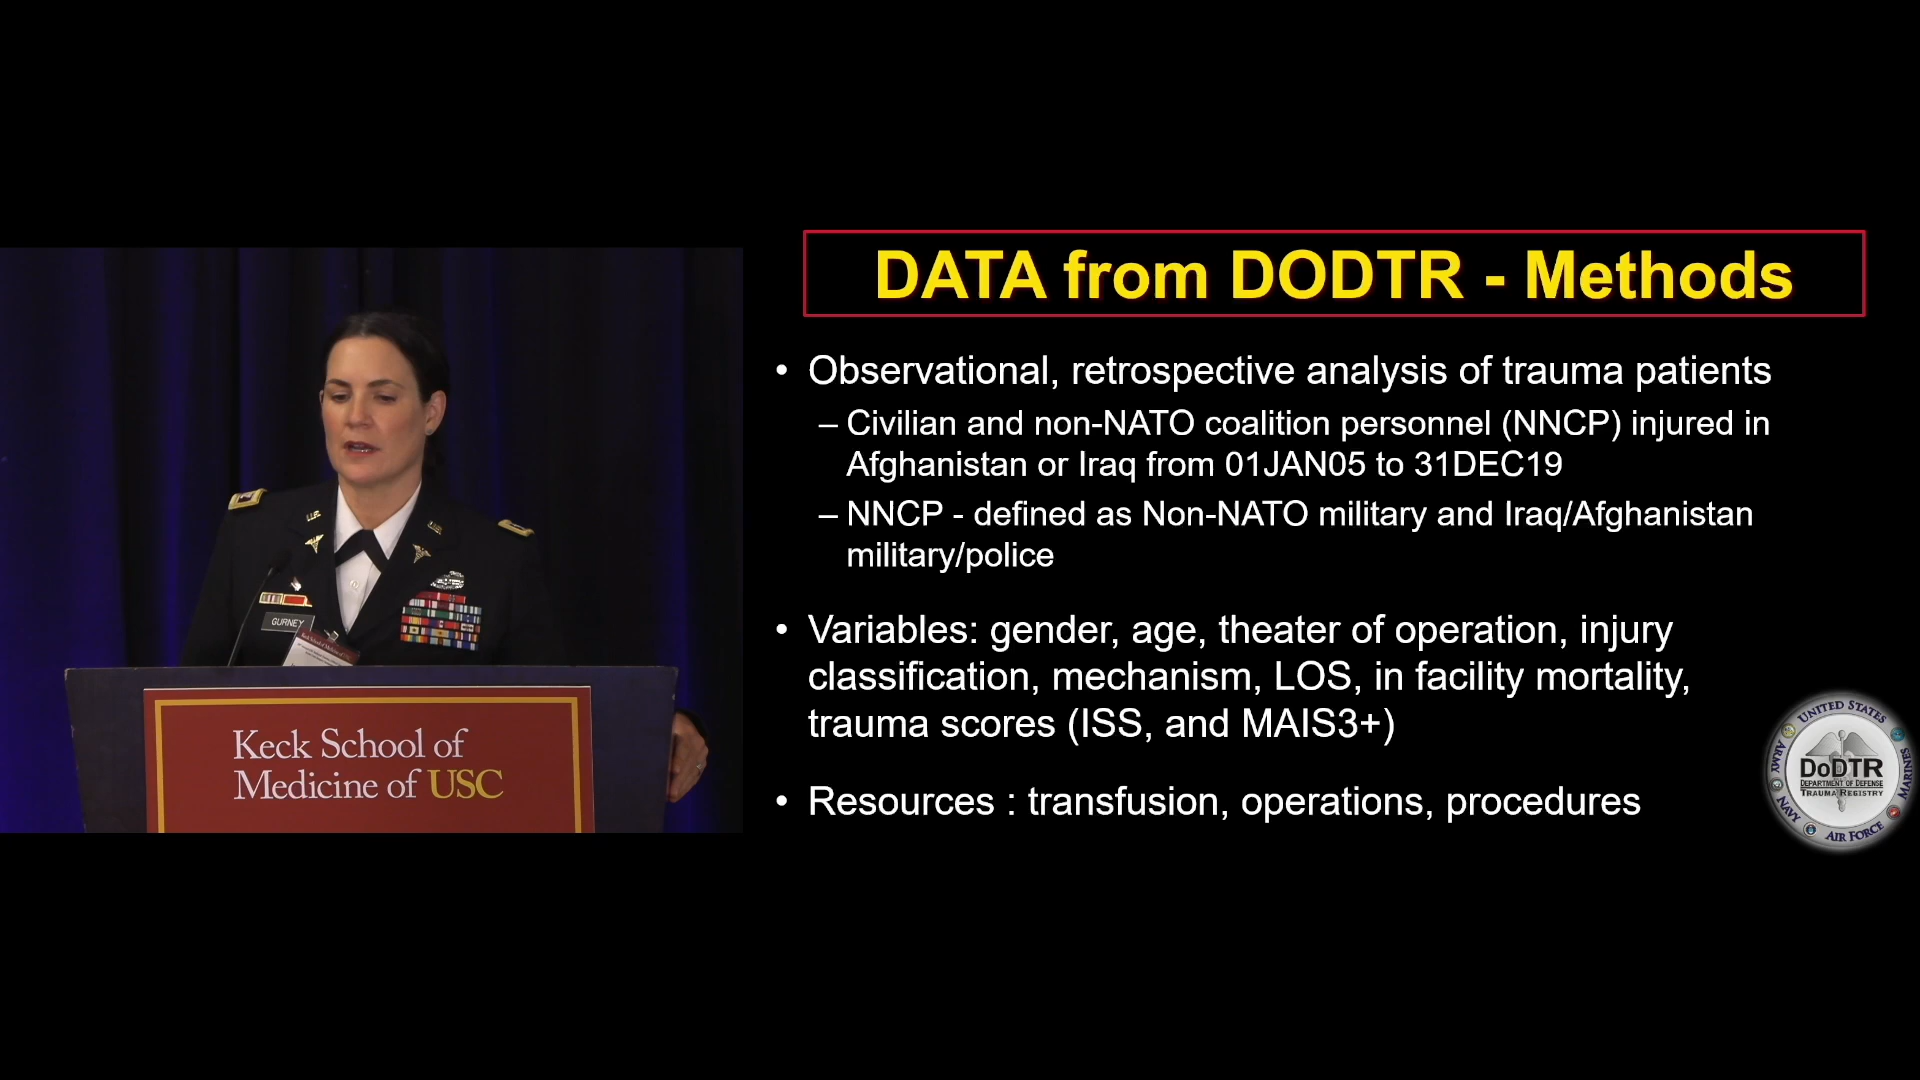 DATA from DODTR - Methods
• Observational, retrospective analysis of trauma patients
– Civilian and non-NATO coalition personnel (NNCP) injured in
Afghanistan or Iraq from 01JAN05 to 31DEC19
– NNCP - defined as Non-NATO military and Iraq/Afghanistan
military/police
• Variables: gender, age, theater of operation, injury
classification, mechanism, LOS, in facility mortality,
trauma scores (ISS, and MAIS3+)
• Resources : transfusion, operations, procedures
UNITED STATES
ARMY
MARINES
DoDTR
DEPARTMENT OF DEFENSE
TRAUMA REGISTRY
NAVY
AIR FORCE
GURNEY
Keck School of
Medicine of USC